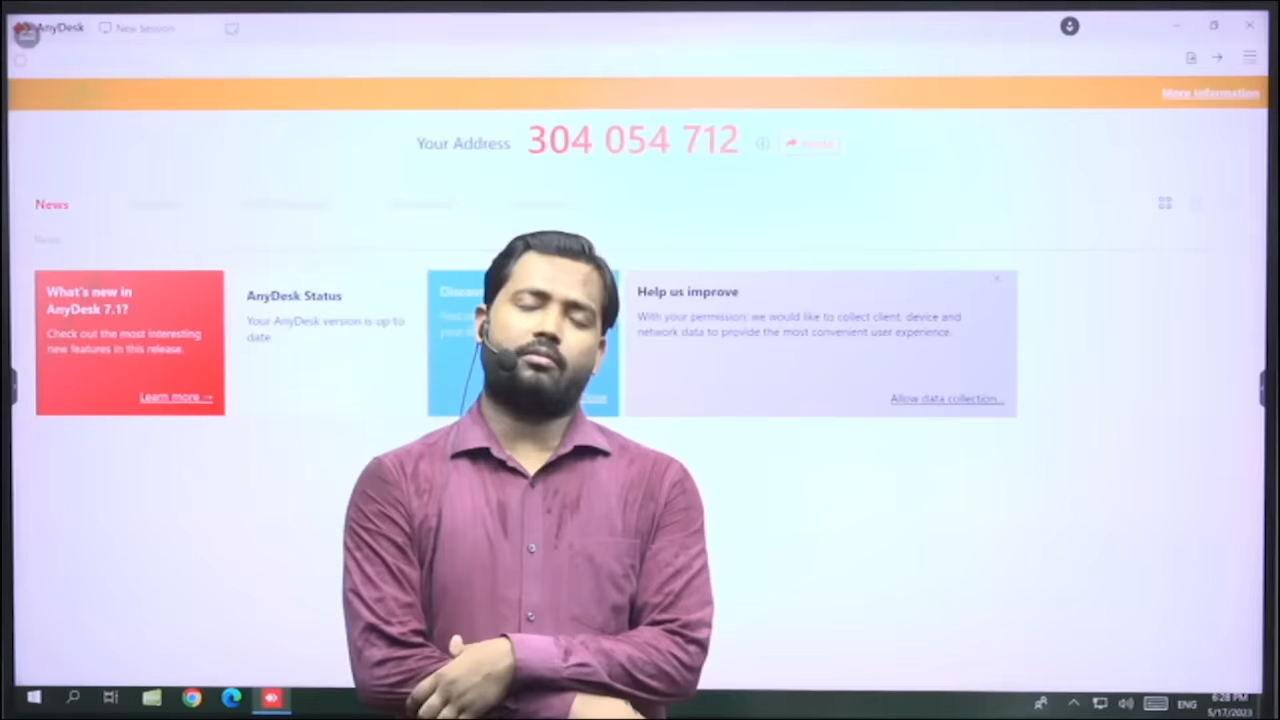 AnyDesk
New Session
More Information
Your Address 304 054 712
News
News
What's new in
AnyDesk 7.1?
Check out the most interesting
new features in this release.
Learn more →
AnyDesk Status
Your AnyDesk version is up to
date
Help us improve
With your permission, we would like to collect client, device and
network data to provide the most convenient user experience.
Allow data collection...
ENG
6:28 PM
5/17/2023